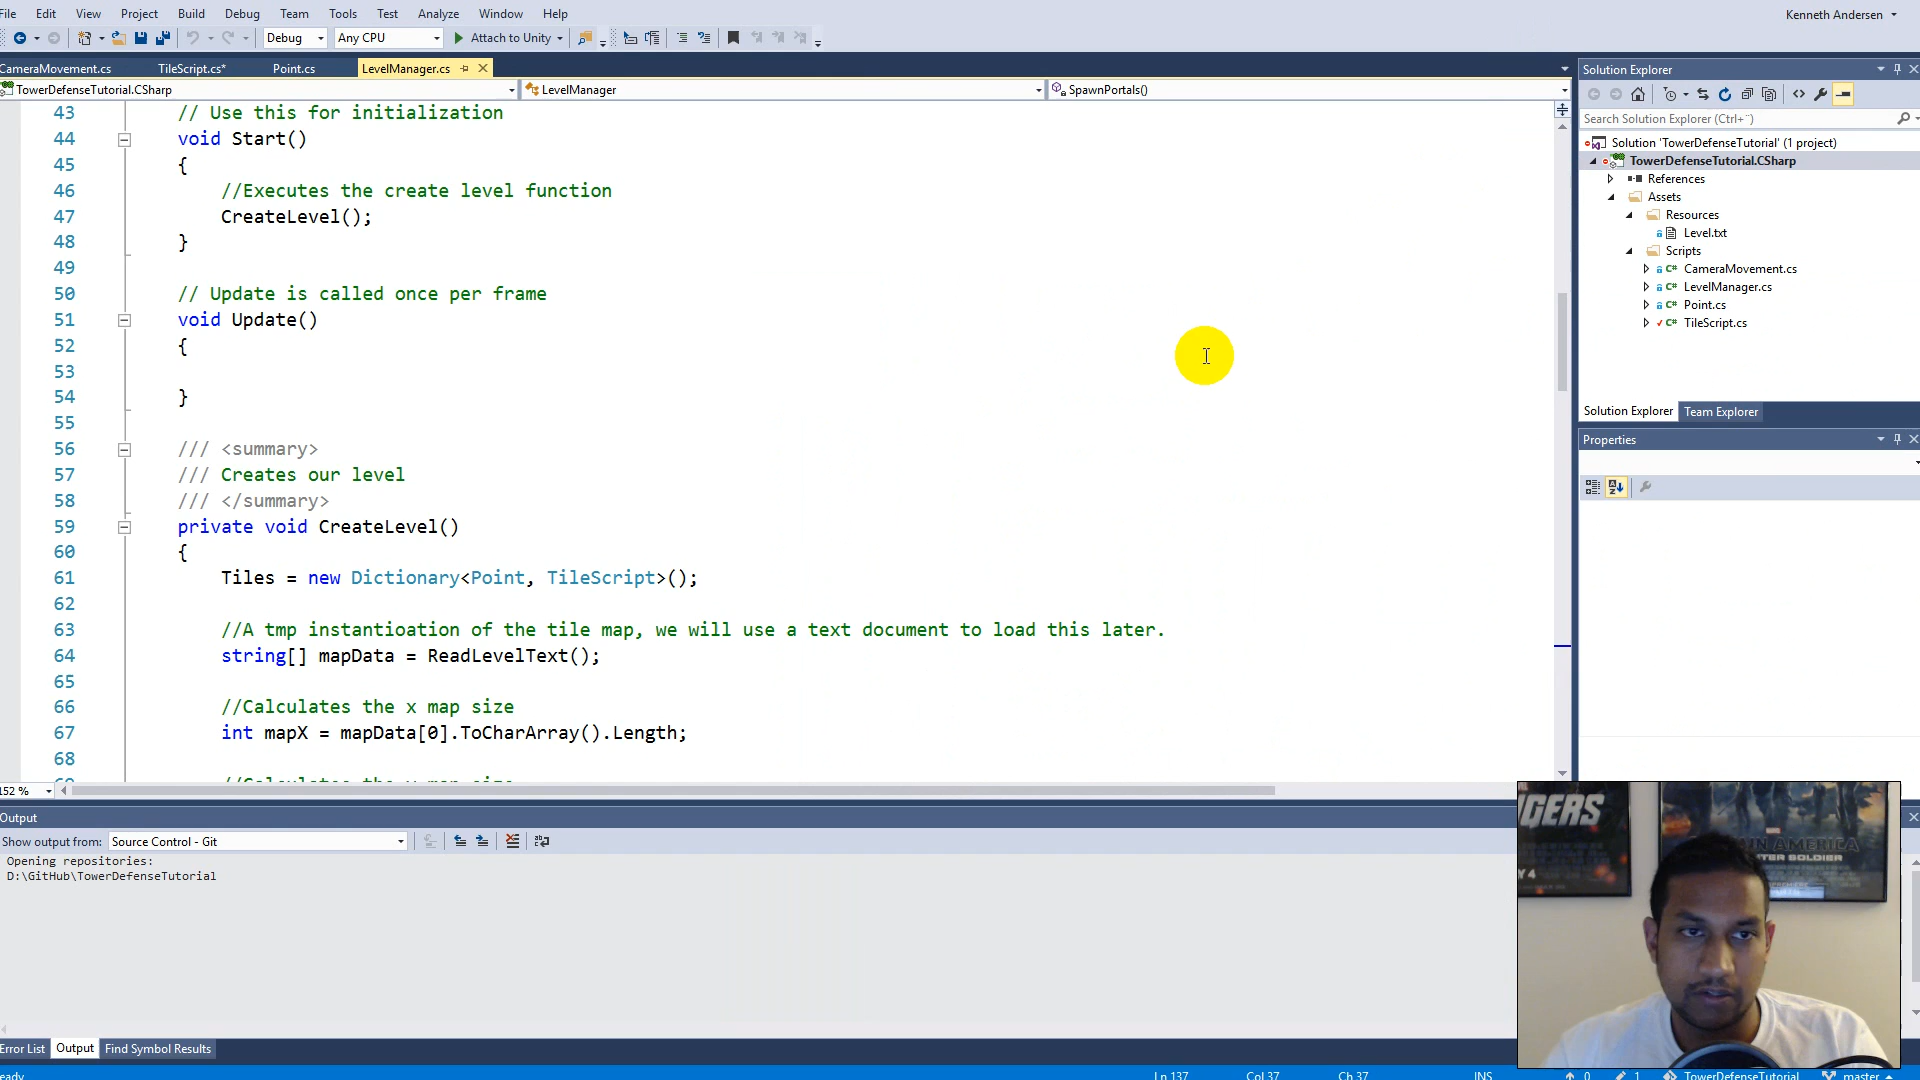 File Edit View Project Build Debug Team Tools Test Analyze Window Help
Kenneth Andersen
Debug Any CPU Attach to Unity
CameraMovement.cs TileScript.cs* Point.cs LevelManager.cs
TowerDefenseTutorial.CSharp LevelManager SpawnPortals()
43 // Use this for initialization
44 void Start()
45 {
46 //Executes the create level function
47 CreateLevel();
48 }
49
50 // Update is called once per frame
51 void Update()
52 {
53
54 }
55
56 /// <summary>
57 /// Creates our level
58 /// </summary>
59 private void CreateLevel()
60 {
61 Tiles = new Dictionary<Point, TileScript>();
62
63 //A tmp instantioation of the tile map, we will use a text document to load this later.
64 string[] mapData = ReadLevelText();
65
66 //Calculates the x map size
67 int mapX = mapData[0].ToCharArray().Length;
68
152 %
Solution Explorer
Search Solution Explorer (Ctrl+¨)
Solution 'TowerDefenseTutorial' (1 project)
TowerDefenseTutorial.CSharp
References
Assets
Resources
Level.txt
Scripts
CameraMovement.cs
LevelManager.cs
Point.cs
TileScript.cs
Solution Explorer Team Explorer
Properties
Output
Show output from: Source Control - Git
Opening repositories:
D:\GitHub\TowerDefenseTutorial
Error List Output Find Symbol Results
Ln 137 Col 37 Ch 37 INS 0 1 TowerDefenseTutorial master